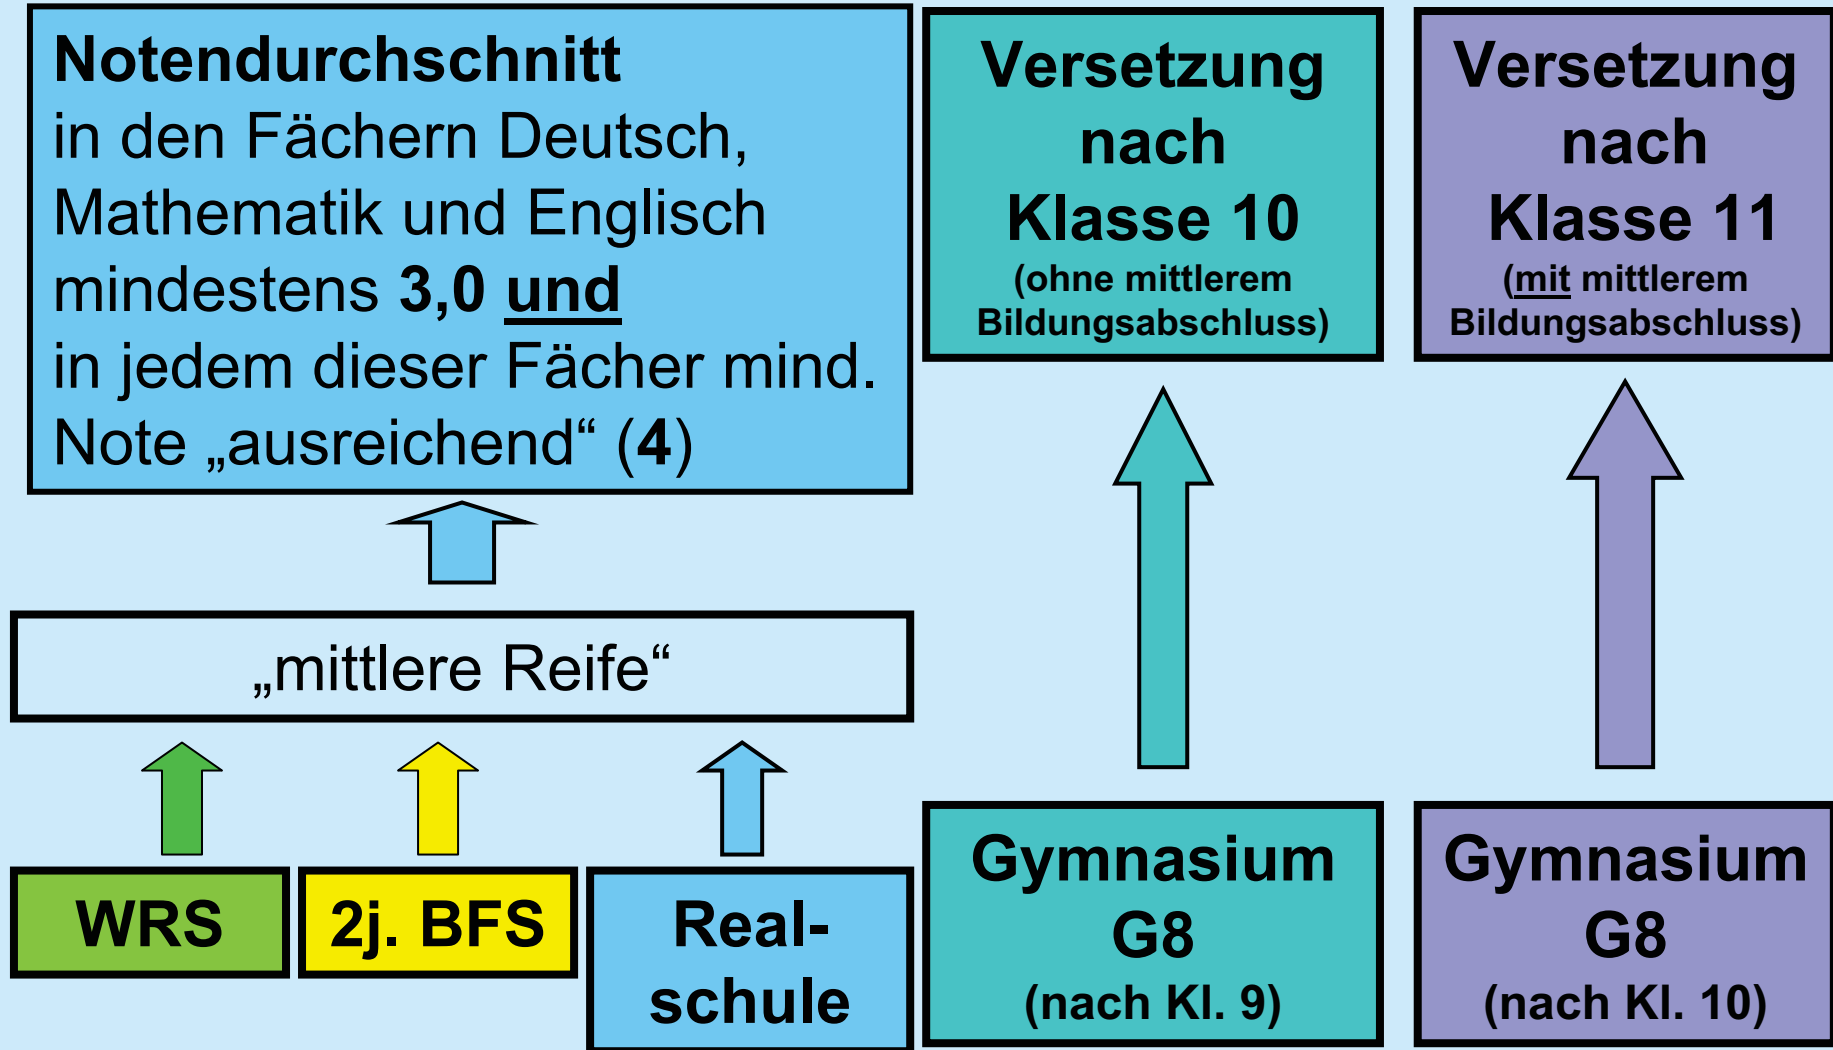 Notendurchschnitt
in den Fächern Deutsch,
Mathematik und Englisch
mindestens 3,0 und
in jedem dieser Fächer mind.
Note „ausreichend“ (4)
Versetzung
nach
Klasse 10
(ohne mittlerem
Bildungsabschluss)
Versetzung
nach
Klasse 11
(mit mittlerem
Bildungsabschluss)
„mittlere Reife“
WRS
2j. BFS
Real-
schule
Gymnasium
G8
(nach Kl. 9)
Gymnasium
G8
(nach Kl. 10)